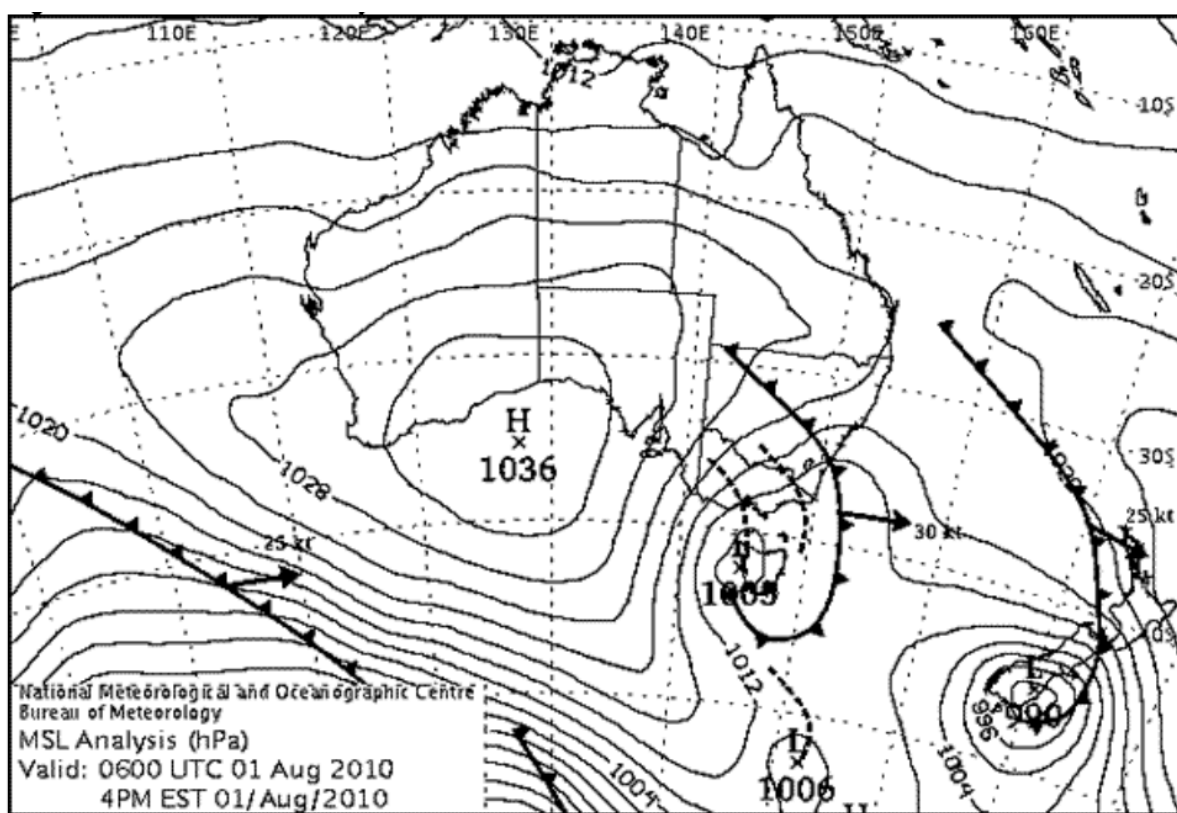 110E 120E 130E 140E 150E 160E
1012
10S
20S
1020
H
1036
1028
30S
1020
25 kt
25 kt
30 kt
L
1005
1012
L
990
996
L
1006
1004
1004
H
National Meteorological and Oceanographic Centre
Bureau of Meteorology
MSL Analysis (hPa)
Valid: 0600 UTC 01 Aug 2010
4PM EST 01/Aug/2010